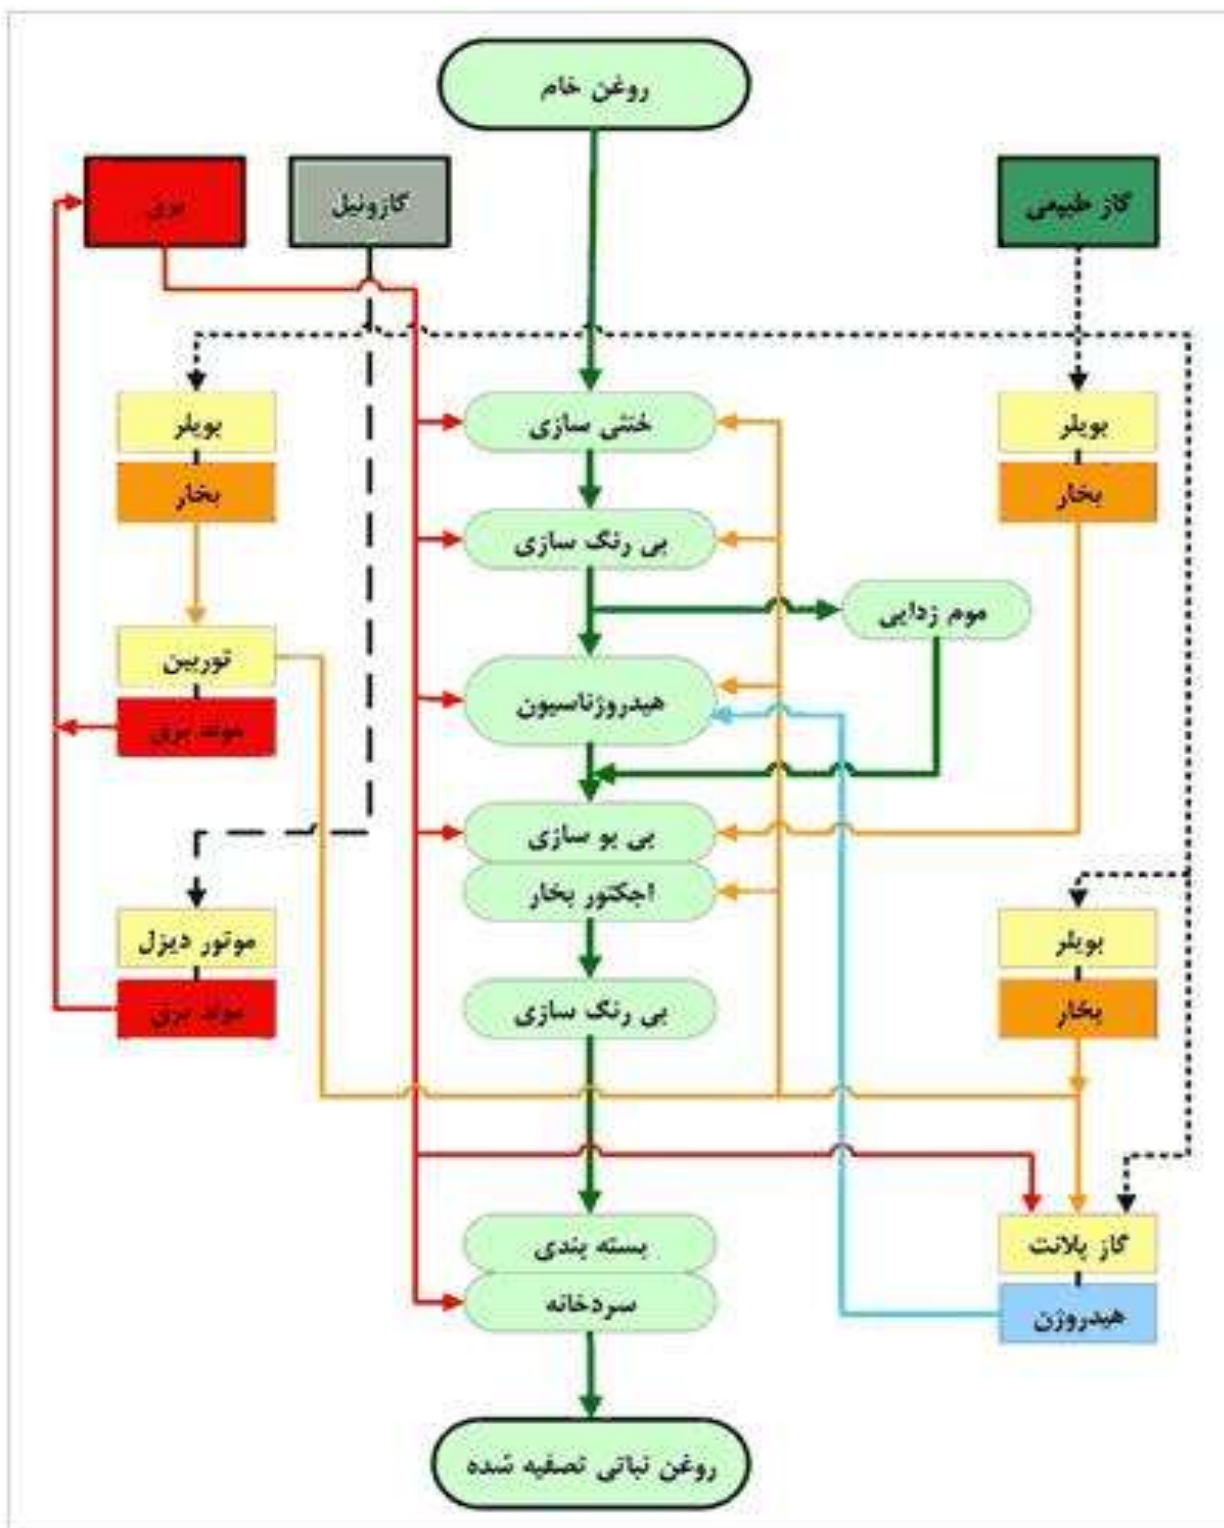 روغن خام
برق
گازوئیل
گاز طبیعی
بویلر
بخار
خنثی سازی
بویلر
بخار
بی رنگ سازی
موم زدایی
توربین
مولد برق
هیدروژناسیون
بی بو سازی
اجکتور بخار
موتور دیزل
مولد برق
بویلر
بخار
بی رنگ سازی
بسته بندی
سردخانه
گاز پلانت
هیدروژن
روغن نباتی تصفیه شده